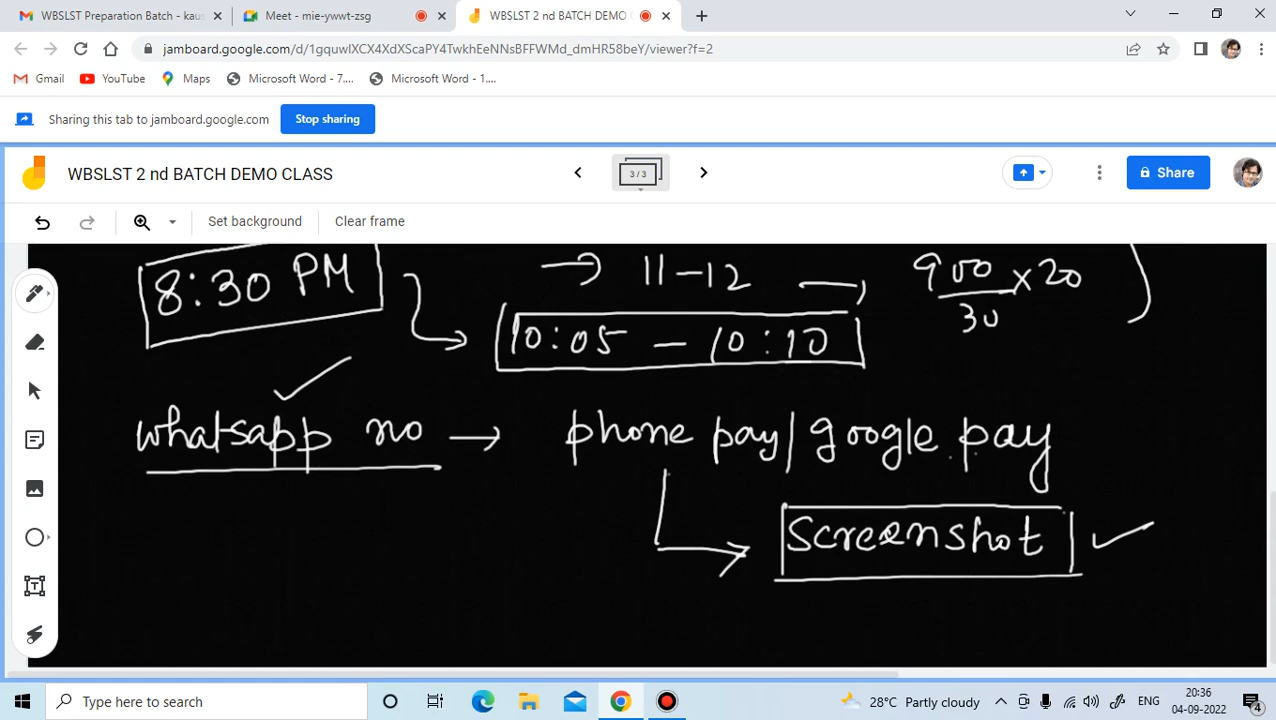 WBSLST Preparation Batch - kaus
Meet - mie-ywwt-zsg
WBSLST 2 nd BATCH DEMO C
jamboard.google.com/d/1gquwIXCX4XdXScaPY4TwkhEeNNsBFFWMd_dmHR58beY/viewer?f=2
Gmail YouTube Maps Microsoft Word - 7.... Microsoft Word - 1....
Sharing this tab to jamboard.google.com Stop sharing
WBSLST 2 nd BATCH DEMO CLASS 3 / 3 Share
Set background Clear frame
8:30 PM → 11-12 → 900/30 x 20
10:05 - 10:10
whatsapp no → phone pay/google pay
Screenshot ✓
Type here to search 28°C Partly cloudy ENG 20:36
04-09-2022 4